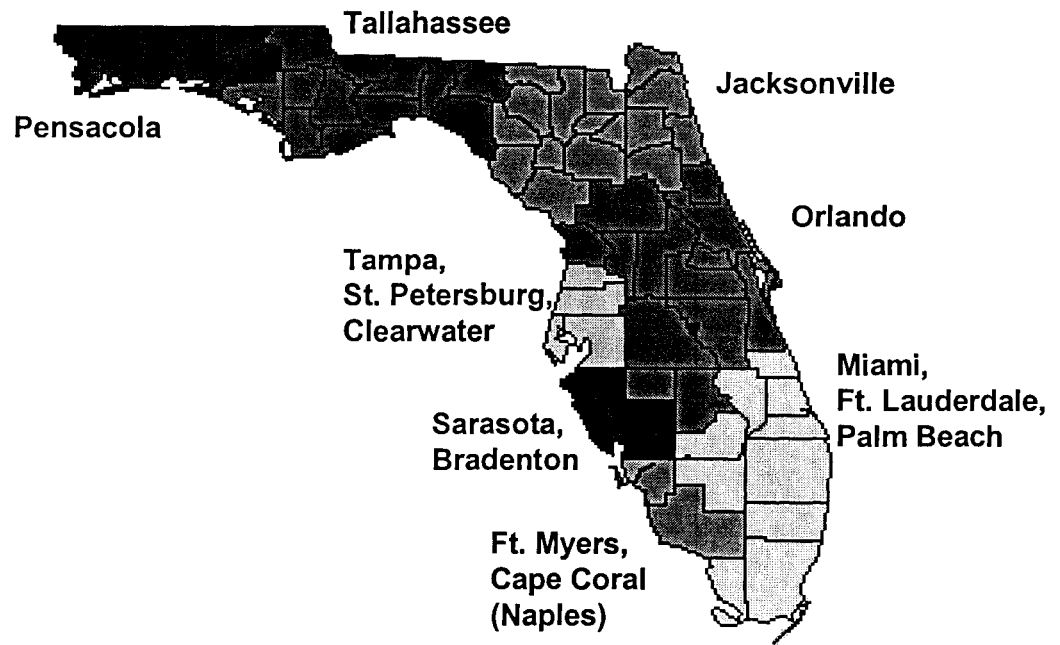 Tallahassee
Jacksonville
Pensacola
Orlando
Tampa,
St. Petersburg,
Clearwater
Miami,
Ft. Lauderdale,
Palm Beach
Sarasota,
Bradenton
Ft. Myers,
Cape Coral
(Naples)